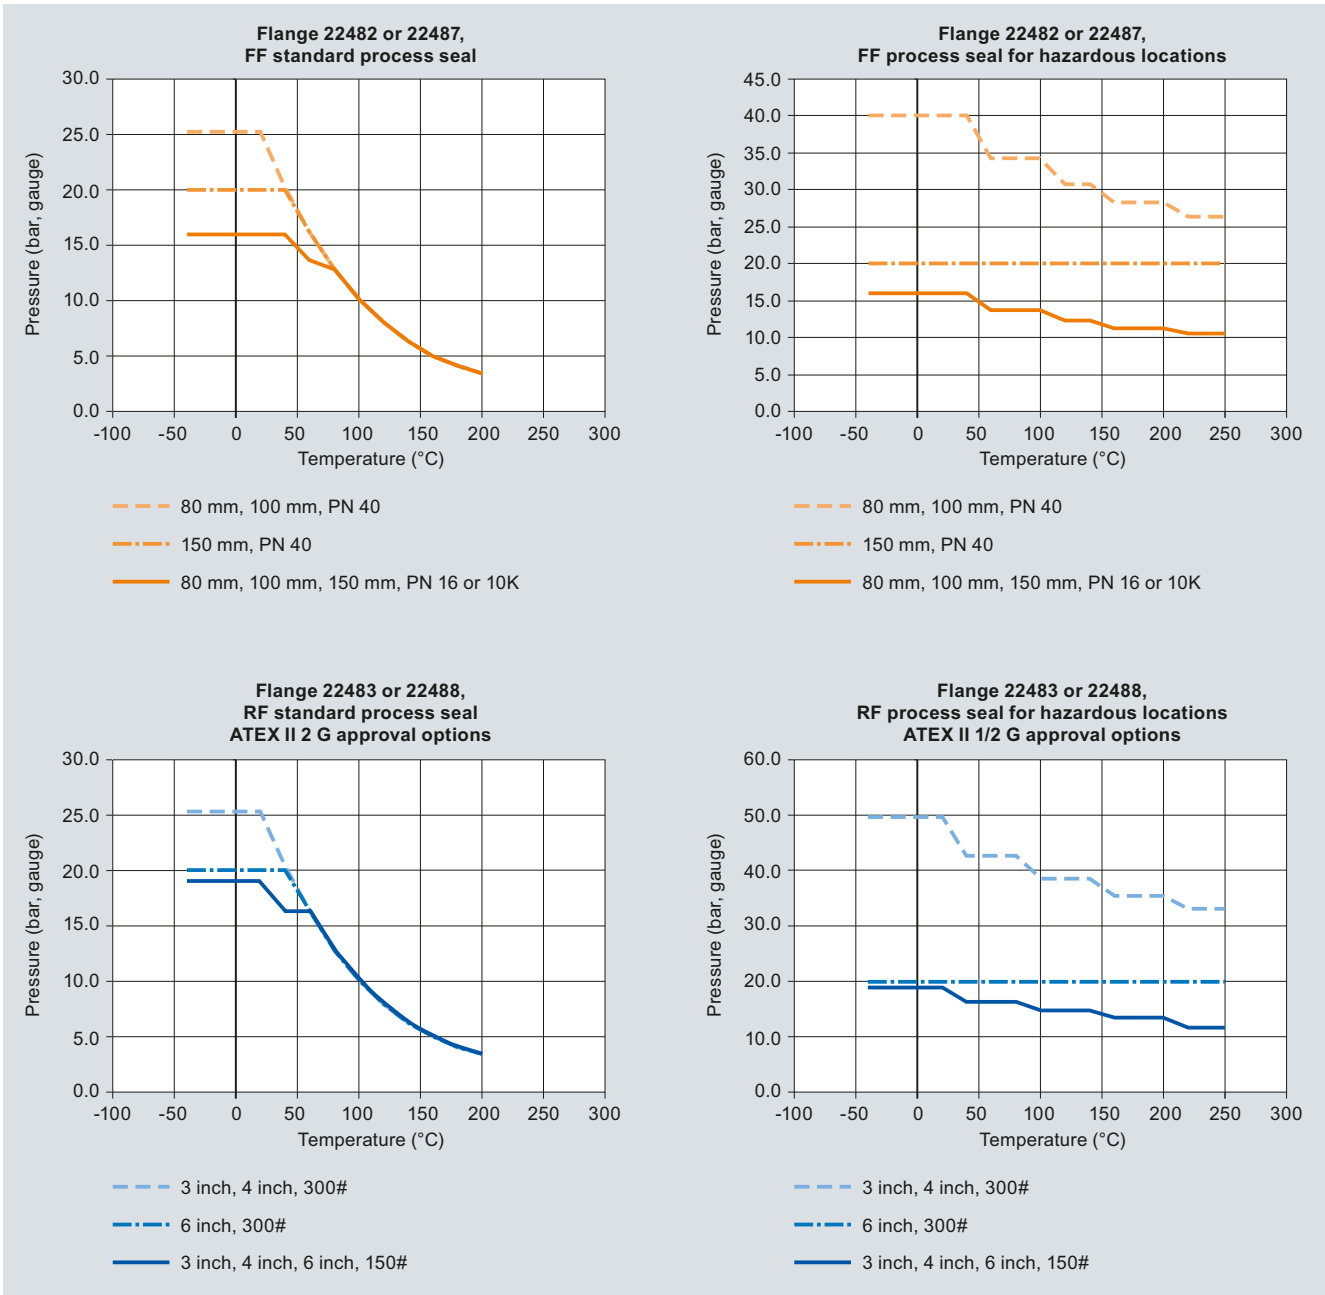 Flange 22482 or 22487,
FF standard process seal
30.0
25.0
20.0
15.0
10.0
5.0
0.0
Pressure (bar, gauge)
-100 -50 0 50 100 150 200 250 300
Temperature (°C)
80 mm, 100 mm, PN 40
150 mm, PN 40
80 mm, 100 mm, 150 mm, PN 16 or 10K
Flange 22482 or 22487,
FF process seal for hazardous locations
45.0
40.0
35.0
30.0
25.0
20.0
15.0
10.0
5.0
0.0
Pressure (bar, gauge)
-100 -50 0 50 100 150 200 250 300
Temperature (°C)
80 mm, 100 mm, PN 40
150 mm, PN 40
80 mm, 100 mm, 150 mm, PN 16 or 10K
Flange 22483 or 22488,
RF standard process seal
ATEX II 2 G approval options
30.0
25.0
20.0
15.0
10.0
5.0
0.0
Pressure (bar, gauge)
-100 -50 0 50 100 150 200 250 300
Temperature (°C)
3 inch, 4 inch, 300#
6 inch, 300#
3 inch, 4 inch, 6 inch, 150#
Flange 22483 or 22488,
RF process seal for hazardous locations
ATEX II 1/2 G approval options
60.0
50.0
40.0
30.0
20.0
10.0
0.0
Pressure (bar, gauge)
-100 -50 0 50 100 150 200 250 300
Temperature (°C)
3 inch, 4 inch, 300#
6 inch, 300#
3 inch, 4 inch, 6 inch, 150#